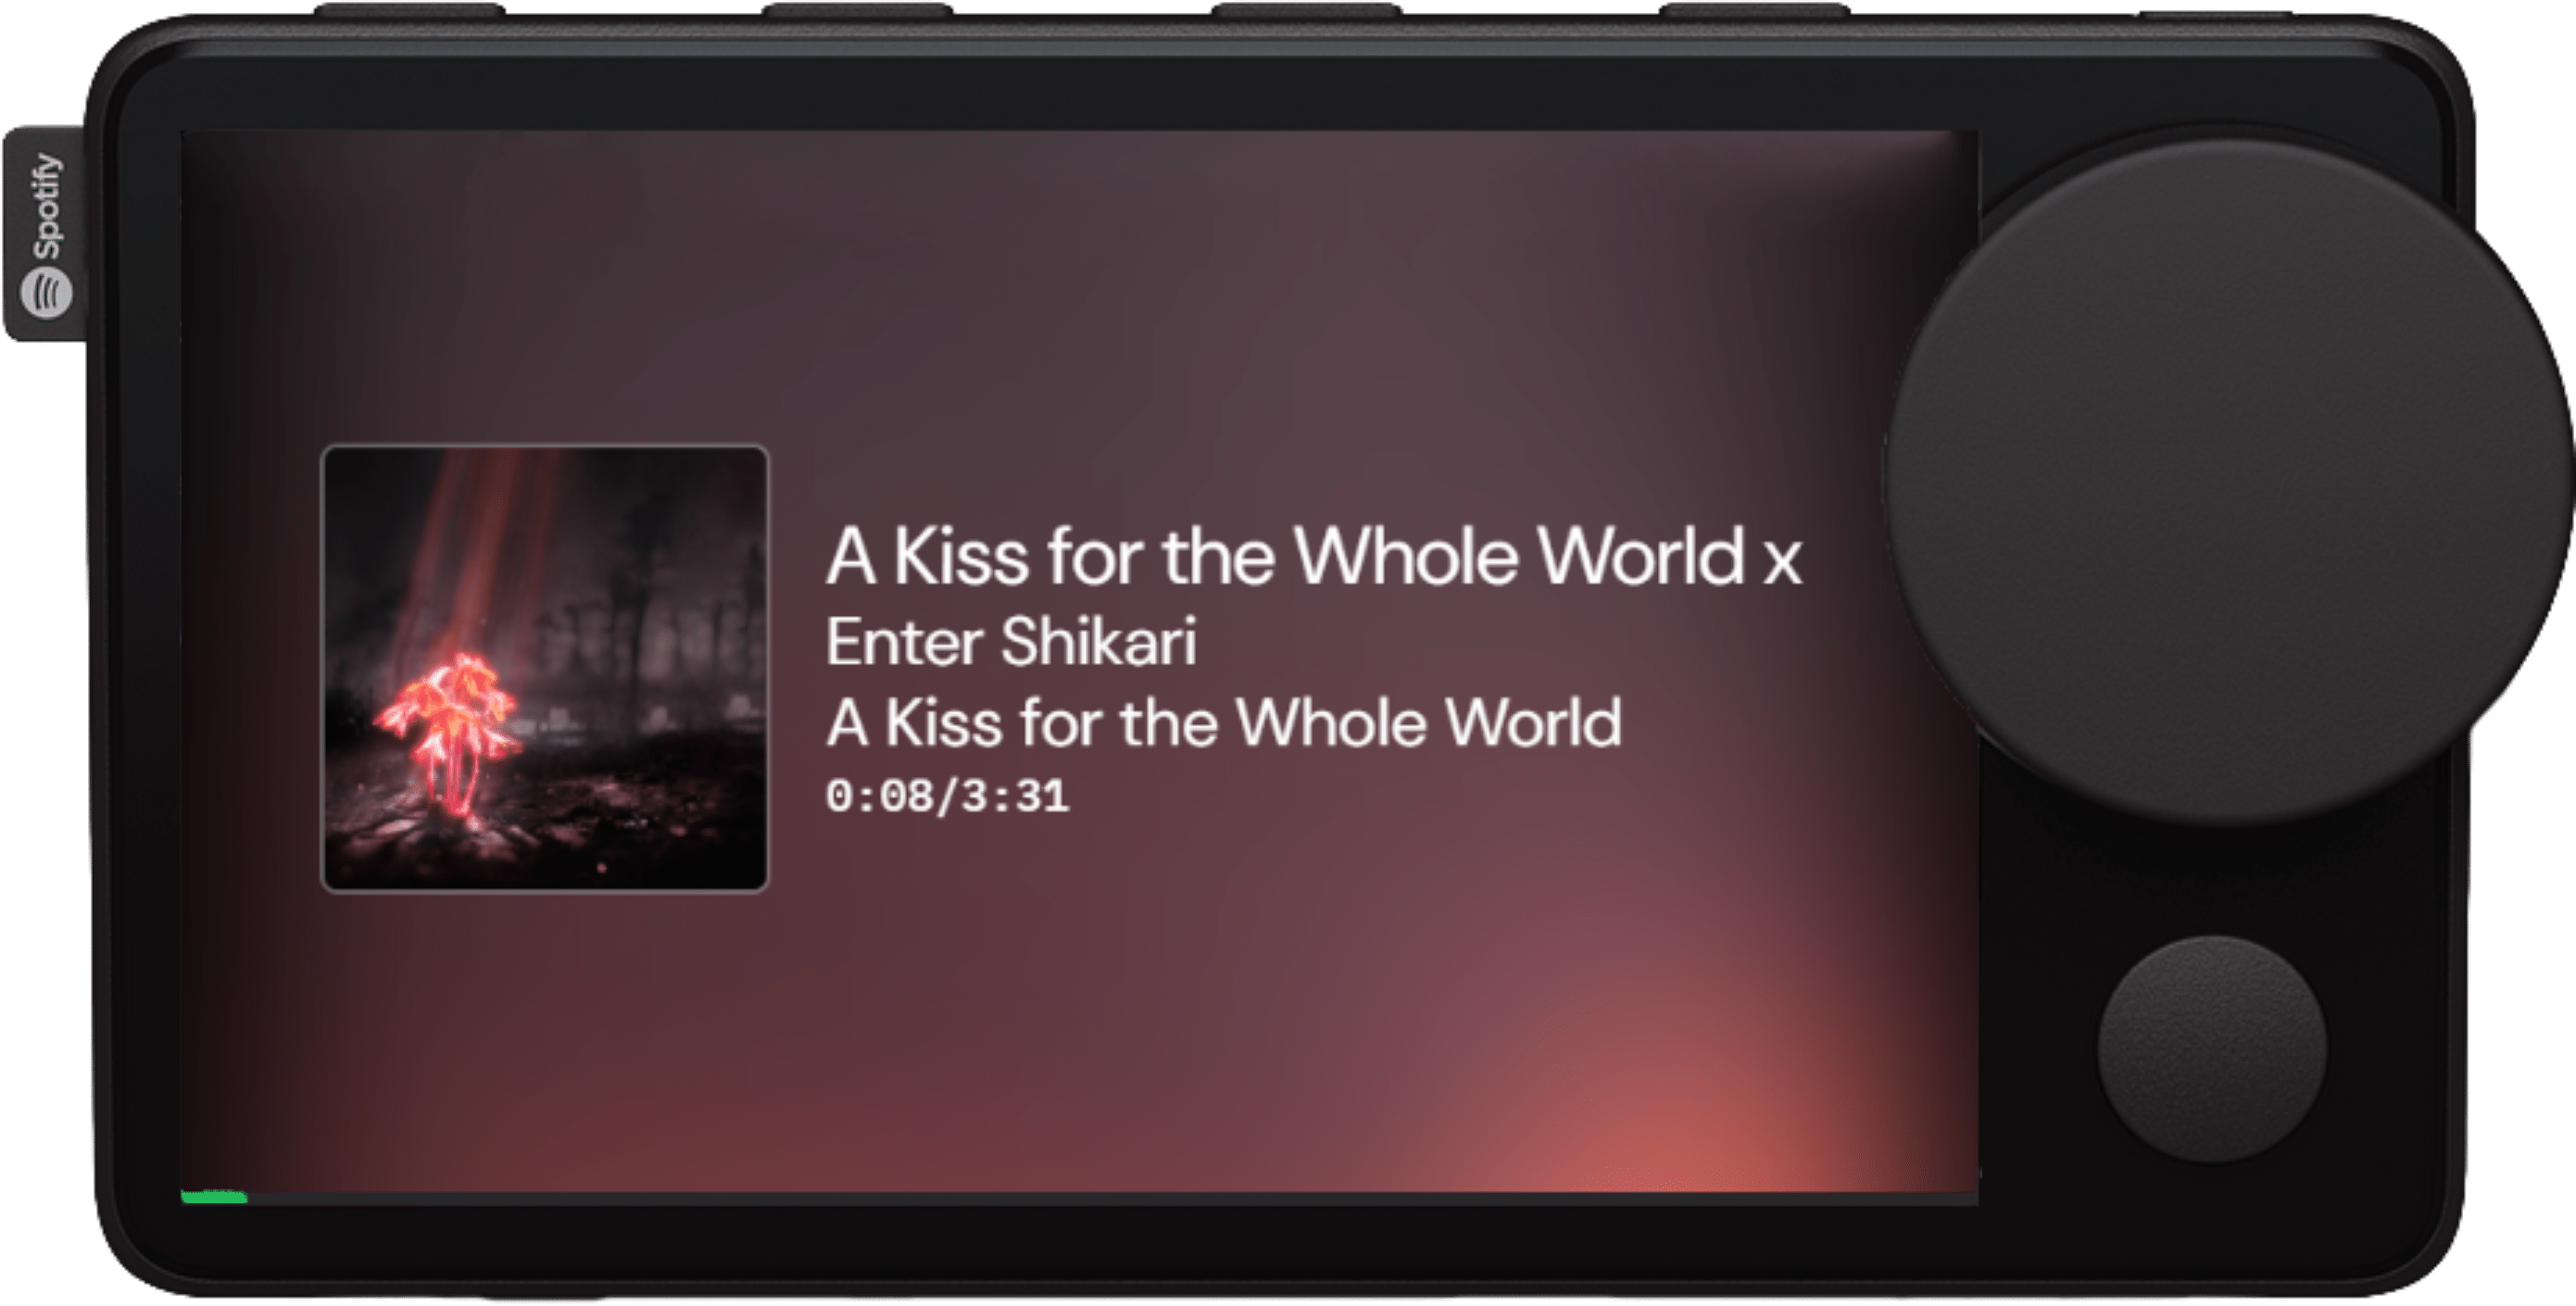 Spotify
A Kiss for the Whole World x
Enter Shikari
A Kiss for the Whole World
0:08/3:31